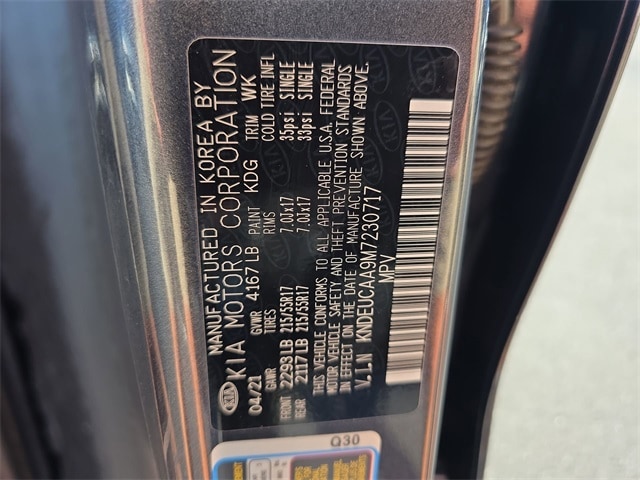 KIA
MANUFACTURED IN KOREA BY
KIA MOTORS CORPORATION
04/21 GVWR 4167 LB PAINT KDG TRIM WK
GAWR TIRES RIMS COLD TIRE INFL
FRONT 2293 LB 215/55R17 7.0Jx17 35psi SINGLE
REAR 2117 LB 215/55R17 7.0Jx17 33psi SINGLE
THIS VEHICLE CONFORMS TO ALL APPLICABLE U.S.A. FEDERAL
MOTOR VEHICLE SAFETY AND THEFT PREVENTION STANDARDS
IN EFFECT ON THE DATE OF MANUFACTURE SHOWN ABOVE.
V.I.N KNDEUCAA9M7230717
MPV
Q30